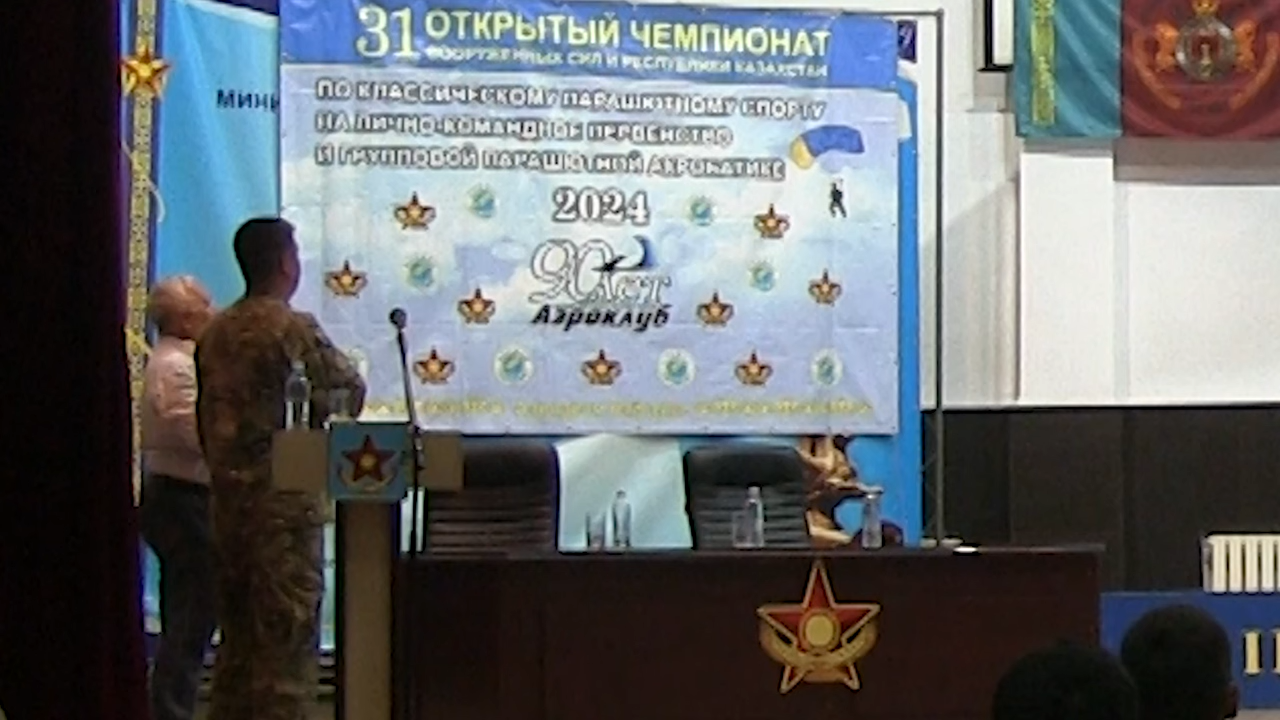 31 ОТКРЫТЫЙ ЧЕМПИОНАТ
ВООРУЖЕННЫХ СИЛ И РЕСПУБЛИКИ КАЗАХСТАН
ПО КЛАССИЧЕСКОМУ ПАРАШЮТНОМУ СПОРТУ
НА ЛИЧНО-КОМАНДНОЕ ПЕРВЕНСТВО
И ГРУППОВОЙ ПАРАШЮТНОЙ АКРОБАТИКЕ
2024
90 лет
Аэроклуб
Мини